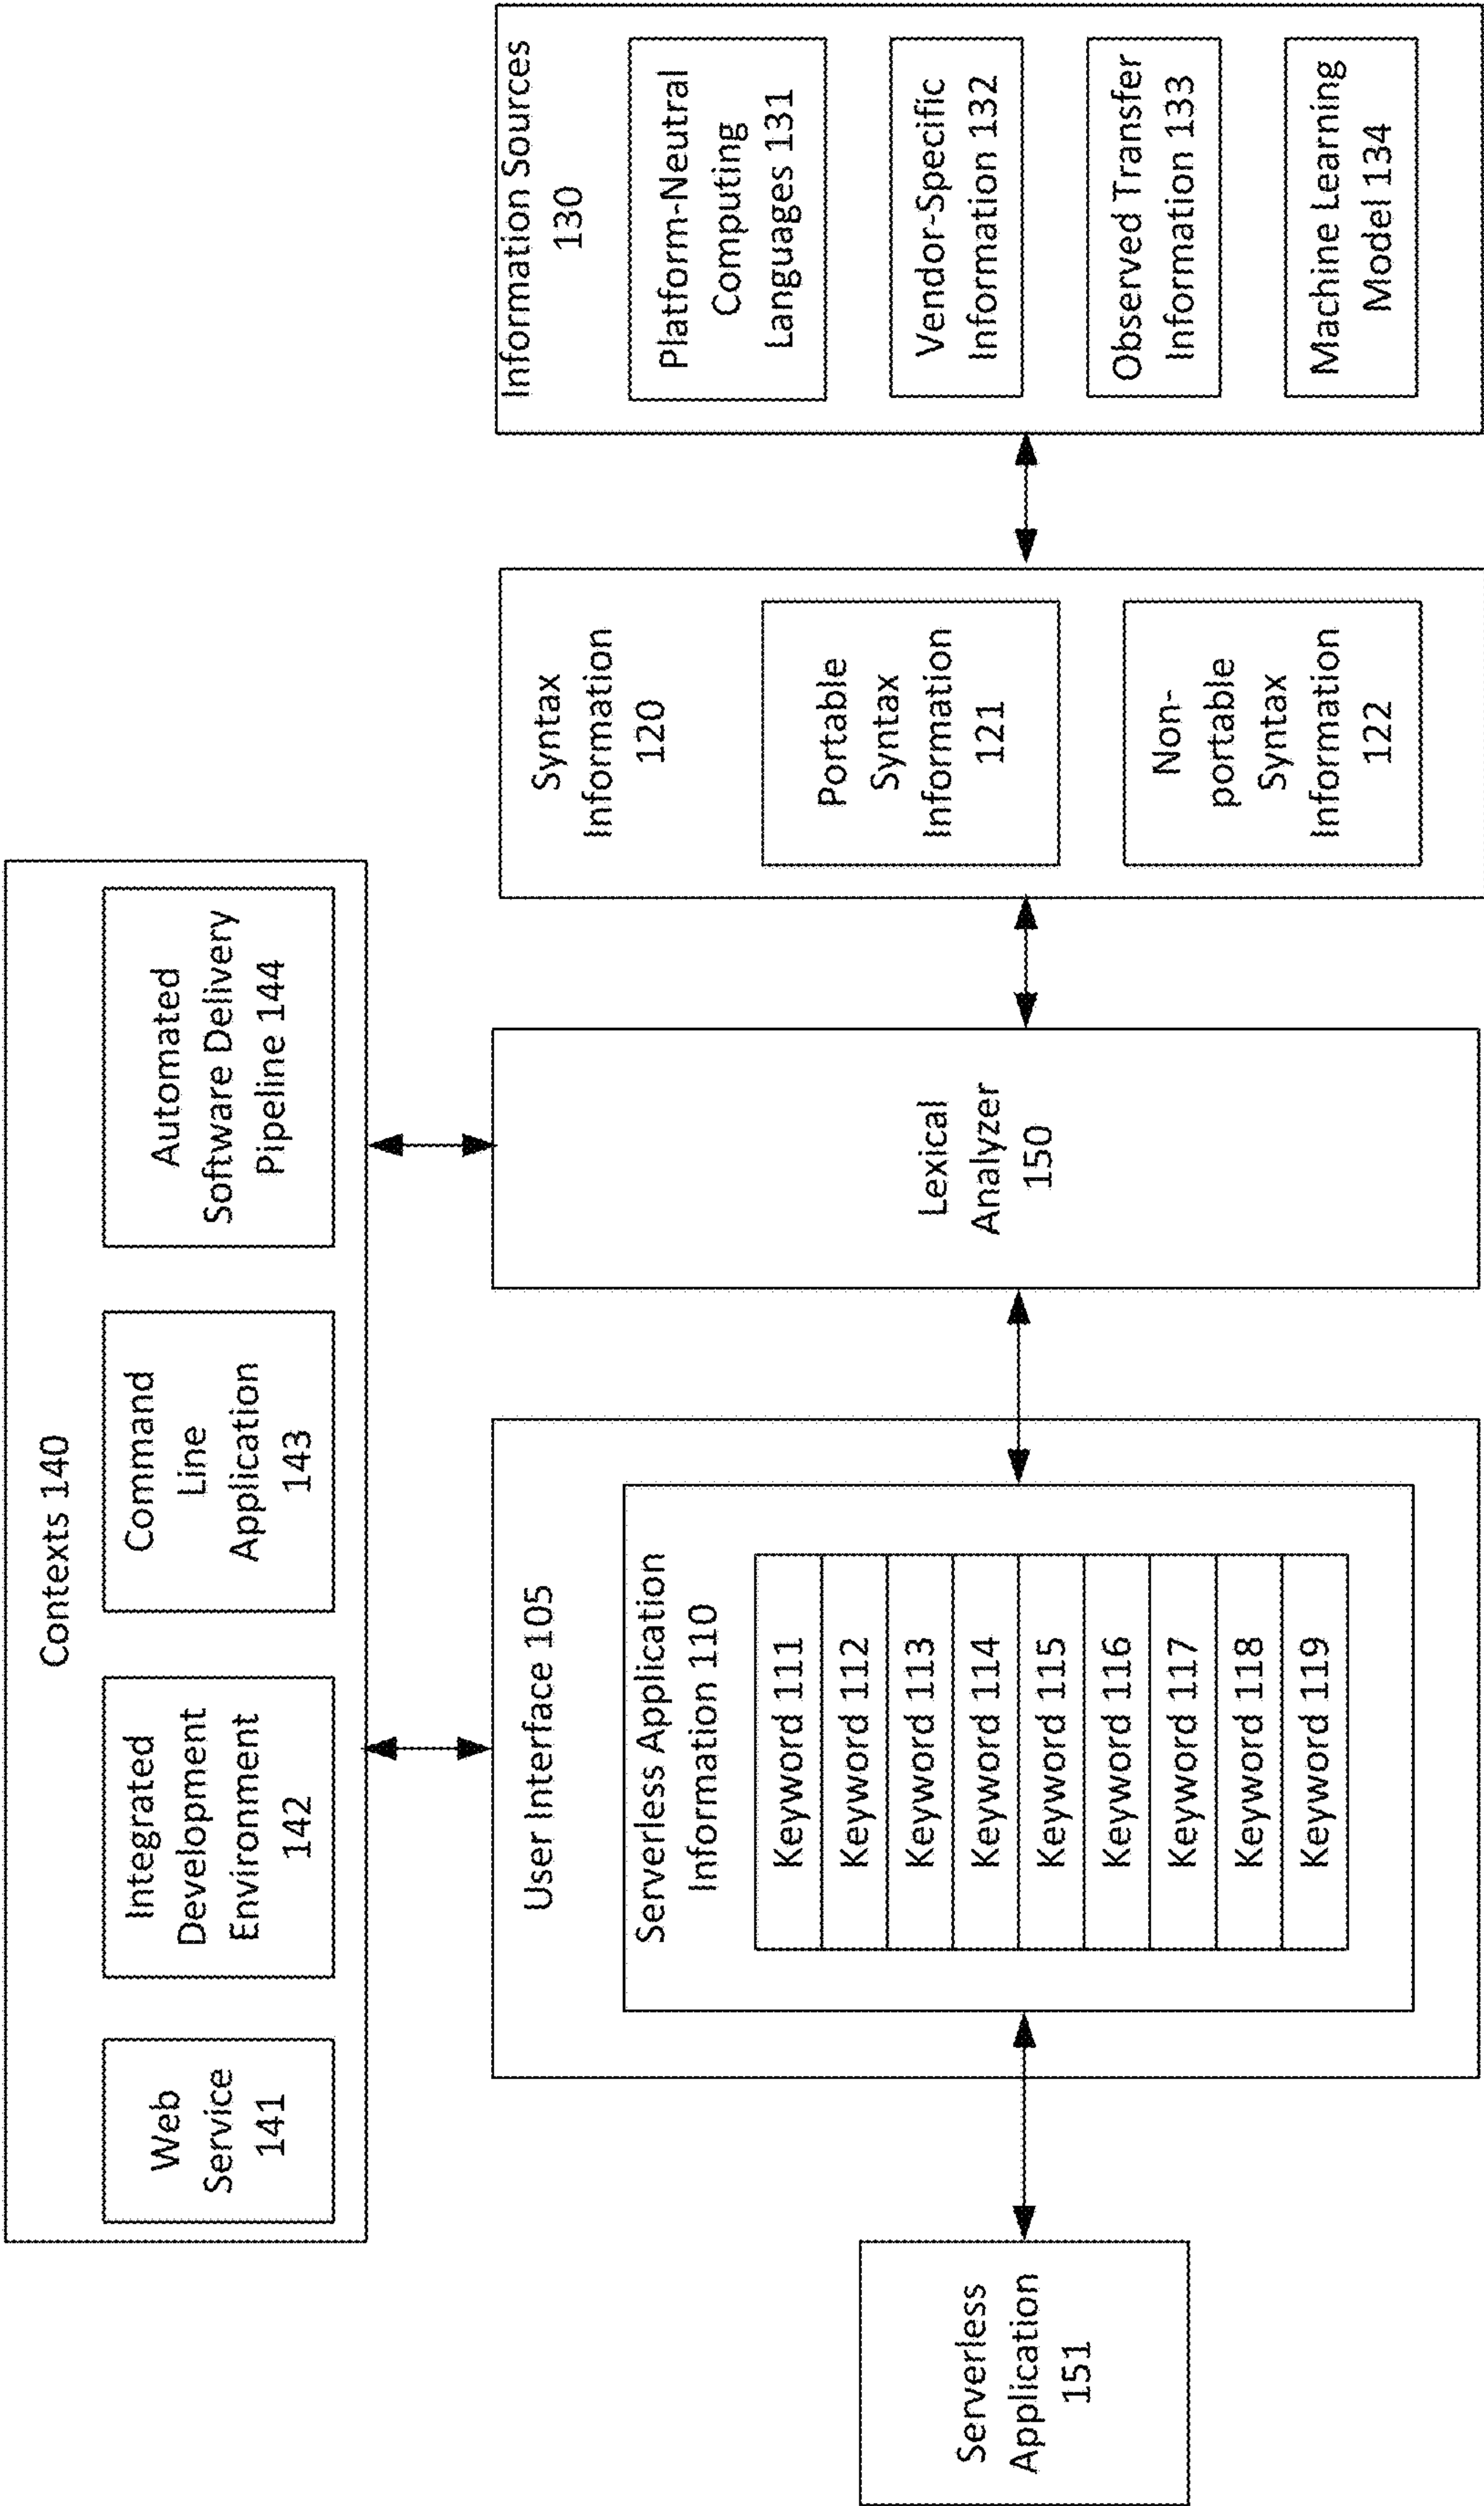 Contexts 140
Web
Service
141
Integrated
Development
Environment
142
Command
Line
Application
143
Automated
Software Delivery
Pipeline 144
Serverless
Application
151
User Interface 105
Serverless Application
Information 110
Keyword 111
Keyword 112
Keyword 113
Keyword 114
Keyword 115
Keyword 116
Keyword 117
Keyword 118
Keyword 119
Lexical
Analyzer
150
Syntax
Information
120
Portable
Syntax
Information
121
Non-
portable
Syntax
Information
122
Information Sources
130
Platform-Neutral
Computing
Languages 131
Vendor-Specific
Information 132
Observed Transfer
Information 133
Machine Learning
Model 134